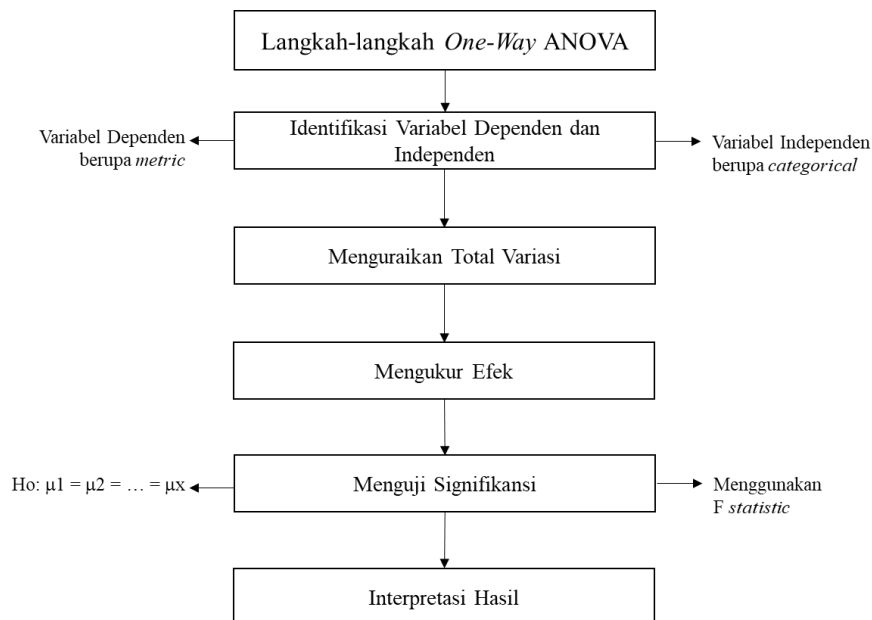 Langkah-langkah One-Way ANOVA
Variabel Dependen
berupa metric
Identifikasi Variabel Dependen dan
Independen
Variabel Independen
berupa categorical
Menguraikan Total Variasi
Mengukur Efek
Ho: μ1 = μ2 = … = μx
Menguji Signifikansi
Menggunakan
F statistic
Interpretasi Hasil